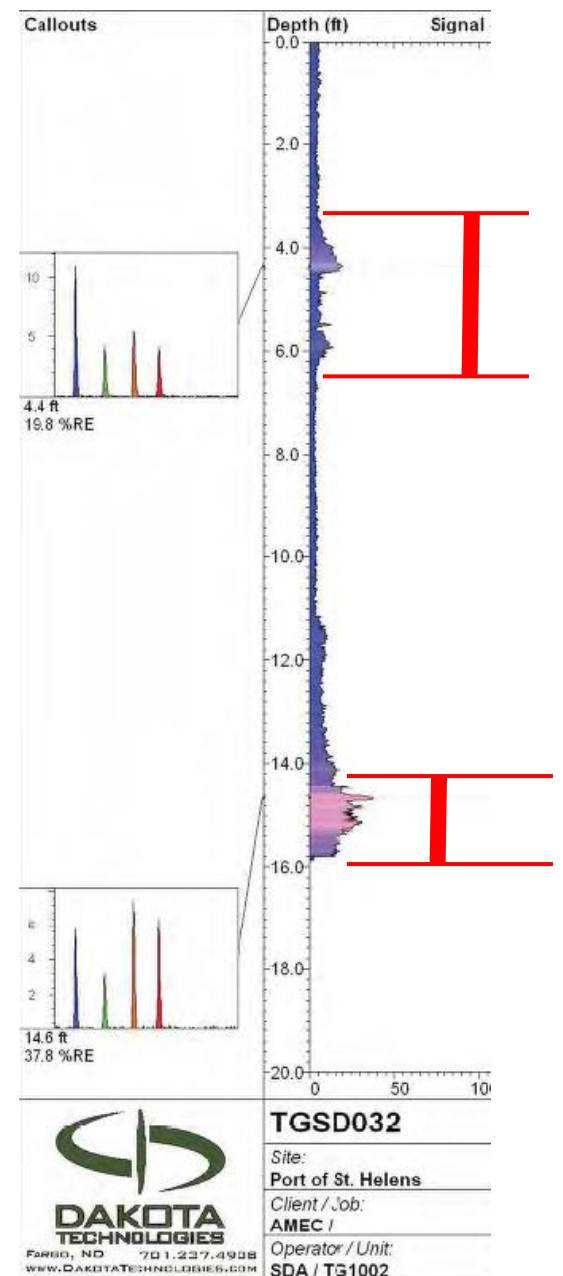 Callouts
Depth (ft) Signal
0.0
2.0
4.0
10
5
6.0
4.4 ft
19.8 %RE
8.0
10.0
12.0
14.0
16.0
6
4
2
18.0
14.6 ft
37.8 %RE
20.0
0 50 10
TGSD032
Site:
Port of St. Helens
Client / Job:
AMEC /
Operator / Unit:
SDA / TG1002
DAKOTA
TECHNOLOGIES
FARGO, ND 701.237.4908
WWW.DAKOTATECHNOLOGIES.COM